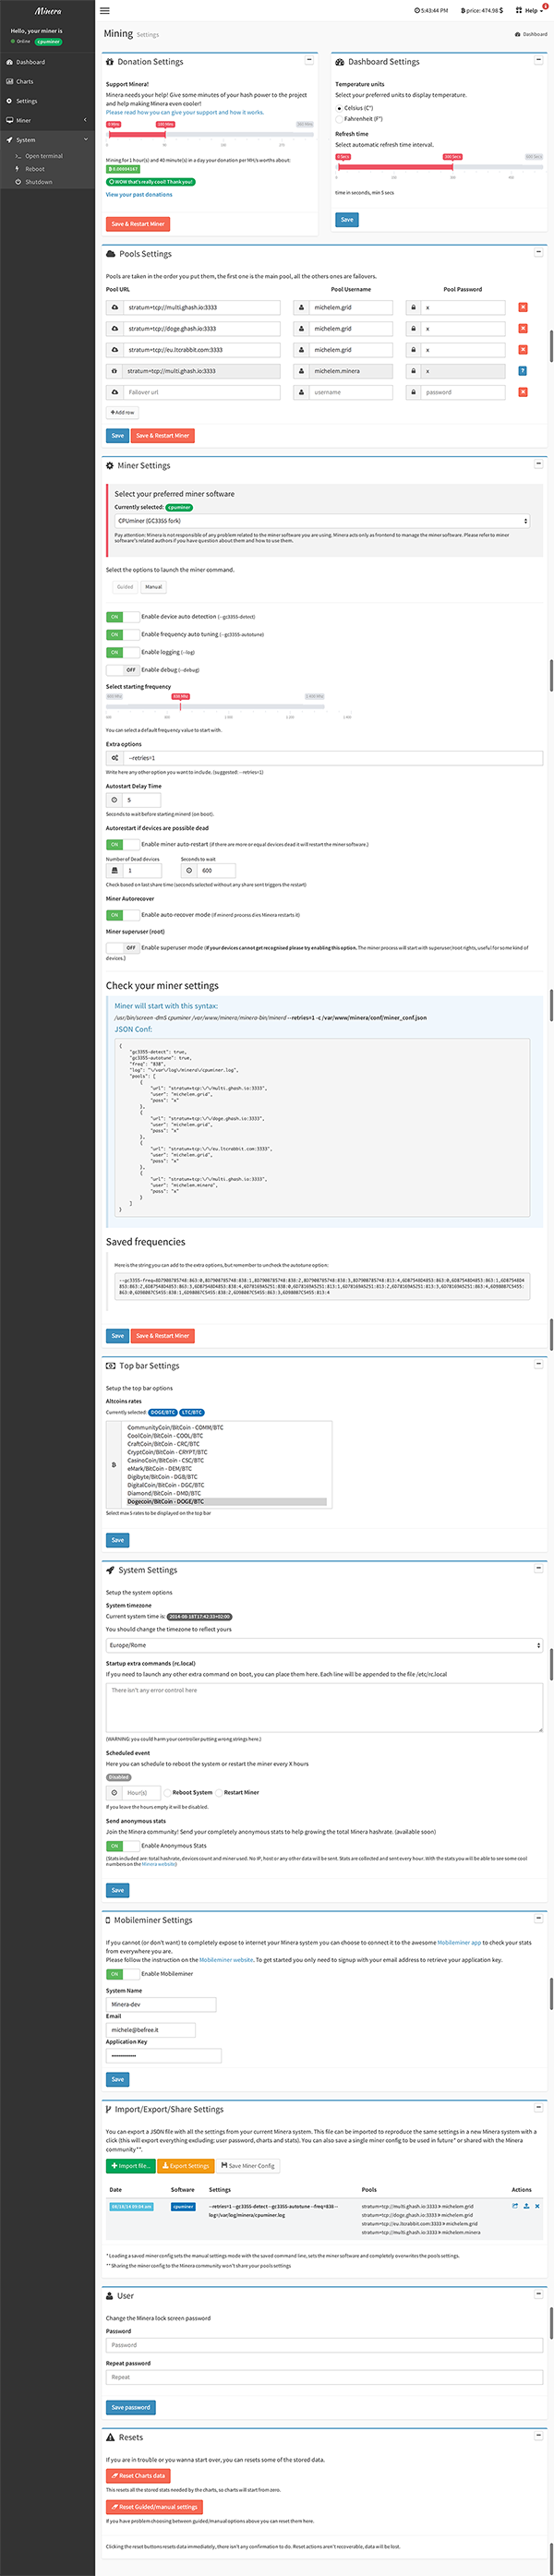 Minera
Hello, your miner is
Online cpuminer
Dashboard
Charts
Settings
Miner
System
Open terminal
Reboot
Shutdown
5:43:44 PM
price: 474.98 $
Help
Mining Settings
Dashboard
Donation Settings
Support Minera!
Minera needs your help! Give some minutes of your hash power to the project
and help making Minera even cooler!
Please read how you can give your support and how it works.
Mining for 1 hour(s) and 40 minute(s) in a day your donation per MH/s worths about:
WOW that's really cool! Thank you!
View your past donations
Save & Restart Miner
Dashboard Settings
Temperature units
Select your preferred units to display temperature.
Celsius (C°)
Fahrenheit (F°)
Refresh time
Select automatic refresh time interval.
time in seconds, min 5 secs
Save
Pools Settings
Pools are taken in the order you put them, the first one is the main pool, all the others ones are failovers.
Pool URL Pool Username Pool Password
stratum+tcp://multi.ghash.io:3333 michelem.grid x
stratum+tcp://doge.ghash.io:3333 michelem.grid x
stratum+tcp://eu.ltcrabbit.com:3333 michelem.grid x
stratum+tcp://multi.ghash.io:3333 michelem.minera x
Failover url username password
Add row
Save Save & Restart Miner
Miner Settings
Select your preferred miner software
Currently selected: cpuminer
CPUminer (GC3355 fork)
Pay attention: Minera is not responsible of any problem related to the miner software you are using. Minera acts only as frontend to manage the miner software. Please refer to miner
software's related authors if you have question about them and how to use them.
Select the options to launch the miner command.
Guided Manual
ON Enable device auto detection (--gc3355-detect)
ON Enable frequency auto tuning (--gc3355-autotune)
ON Enable logging (--log)
OFF Enable debug (--debug)
Select starting frequency
You can select a default frequency value to start with.
Extra options
--retries=1
Write here any other option you want to include. (suggested: --retries=1)
Autostart Delay Time
5
Seconds to wait before starting minerd (on boot).
Autorestart if devices are possible dead
ON Enable miner auto-restart (if there are more or equal devices dead it will restart the miner software.)
Number of Dead devices Seconds to wait
1 600
Check based on last share time (seconds selected without any share sent triggers the restart)
Miner Autorecover
ON Enable auto recover mode (if minerd process dies Minera restarts it)
Miner superuser (root)
OFF Enable superuser mode (If your devices cannot get recognised please try enabling this option. The miner process will start with superuser/root rights, useful for some kind of
devices.)
Check your miner settings
Miner will start with this syntax:
/usr/bin/screen -dmS cpuminer /var/www/minera/minera-bin/minerd --retries=1 -c /var/www/minera/conf/miner_conf.json
JSON Conf:
{
"gc3355-detect": true,
"gc3355-autotune": true,
"freq": "838",
"log": "\/var\/log\/minera\/cpuminer.log",
"pools": [
{
"url": "stratum+tcp:\/\/multi.ghash.io:3333",
"user": "michelem.grid",
"pass": "x"
},
{
"url": "stratum+tcp:\/\/doge.ghash.io:3333",
"user": "michelem.grid",
"pass": "x"
},
{
"url": "stratum+tcp:\/\/eu.ltcrabbit.com:3333",
"user": "michelem.grid",
"pass": "x"
},
{
"url": "stratum+tcp:\/\/multi.ghash.io:3333",
"user": "michelem.minera",
"pass": "x"
}
]
}
Saved frequencies
Here is the string you can add to the extra options, but remember to uncheck the autotune option:
Save Save & Restart Miner
Top bar Settings
Setup the top bar options
Altcoins rates
Currently selected: DOGE/BTC LTC/BTC
CommunityCoin/BitCoin - COMM/BTC
CoolCoin/BitCoin - COOL/BTC
CraftCoin/BitCoin - CRC/BTC
CryptCoin/BitCoin - CRYPT/BTC
CasinoCoin/BitCoin - CSC/BTC
eMark/BitCoin - DEM/BTC
Digibyte/BitCoin - DGB/BTC
DigitalCoin/BitCoin - DGC/BTC
Diamond/BitCoin - DMD/BTC
Dogecoin/BitCoin - DOGE/BTC
Select max 5 rates to be displayed on the top bar
Save
System Settings
Setup the system options
System timezone
Current system time is:
You should change the timezone to reflect yours
Europe/Rome
Startup extra commands (rc.local)
If you need to launch any other extra command on boot, you can place them here. Each line will be appended to the file /etc/rc.local
There isn't any error control here
(WARNING: you could harm your controller putting wrong strings here.)
Scheduled event
Here you can schedule to reboot the system or restart the miner every X hours
Disabled
Hour(s) Reboot System Restart Miner
If you leave the hours empty it will be disabled.
Send anonymous stats
Join the Minera community! Send your completely anonymous stats to help growing the total Minera hashrate. (available soon)
ON Enable Anonymous Stats
(Stats included are: total hashrate, devices count and miner used. No IP, host or any other data will be sent. Stats are collected and sent every hour. With the stats you will be able to see some cool
numbers on the Minera website)
Save
Mobileminer Settings
If you cannot (or don't want) to completely expose to internet your Minera system you can choose to connect it to the awesome Mobileminer app to check your stats
from everywhere you are.
Please follow the instruction on the Mobileminer website. To get started you only need to signup with your email address to retrieve your application key.
ON Enable Mobileminer
System Name
Minera-dev
Email
michele@befree.it
Application Key
Save
Import/Export/Share Settings
You can export a JSON file with all the settings from your current Minera system. This file can be imported to reproduce the same settings in a new Minera system with a
click (this will export everything excluding: user password, charts and stats). You can also save a single miner config to be used in future* or shared with the Minera
community**.
Import file... Export Settings Save Miner Config
Date Software Settings Pools Actions
cpuminer --retries=1 --gc3355-detect --gc3355-autotune --freq=838 --
log=/var/log/minera/cpuminer.log
stratum+tcp://multi.ghash.io:3333 michelem.grid
stratum+tcp://doge.ghash.io:3333 michelem.grid
stratum+tcp://eu.ltcrabbit.com:3333 michelem.grid
stratum+tcp://multi.ghash.io:3333 michelem.minera
* Loading a saved miner config sets the manual settings mode with the saved command line, sets the miner software and completely overwrites the pools settings.
** Sharing the miner config to the Minera community won't share your pools settings
User
Change the Minera lock screen password
Password
Password
Repeat password
Repeat
Save password
Resets
If you are in trouble or you wanna start over, you can resets some of the stored data.
Reset Charts data
This resets all the stored stats needed by the charts, so charts will start from zero.
Reset Guided/manual settings
If you have problem choosing between guided/manual options above you can reset them here.
Clicking the reset buttons resets data immediately, there isn't any confirmation to do. Reset actions aren't recoverable, data will be lost.